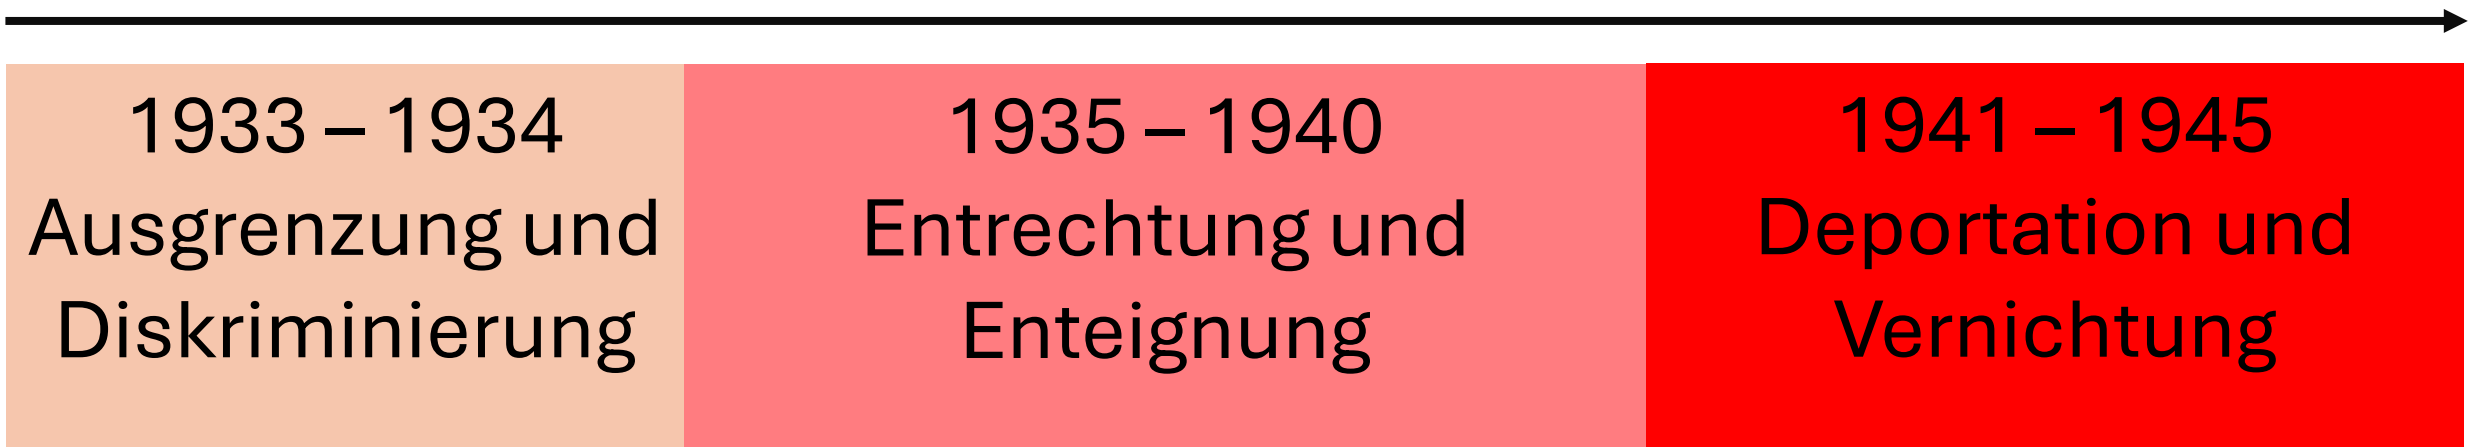 1933 – 1934
Ausgrenzung und
Diskriminierung
1935 – 1940
Entrechtung und
Enteignung
1941 – 1945
Deportation und
Vernichtung